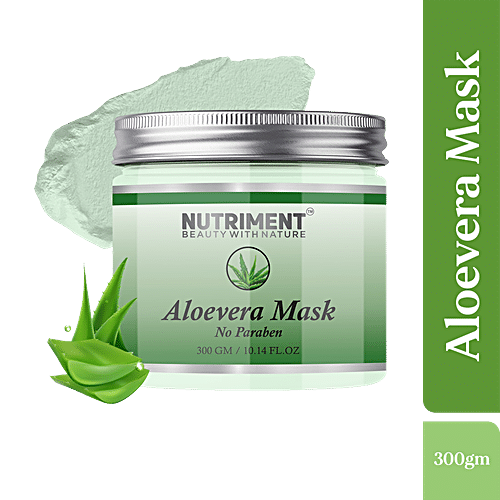 NUTRIMENT™
BEAUTY WITH NATURE
Aloevera Mask
No Paraben
300 GM / 10.14 FL.OZ
Aloevera Mask
300gm